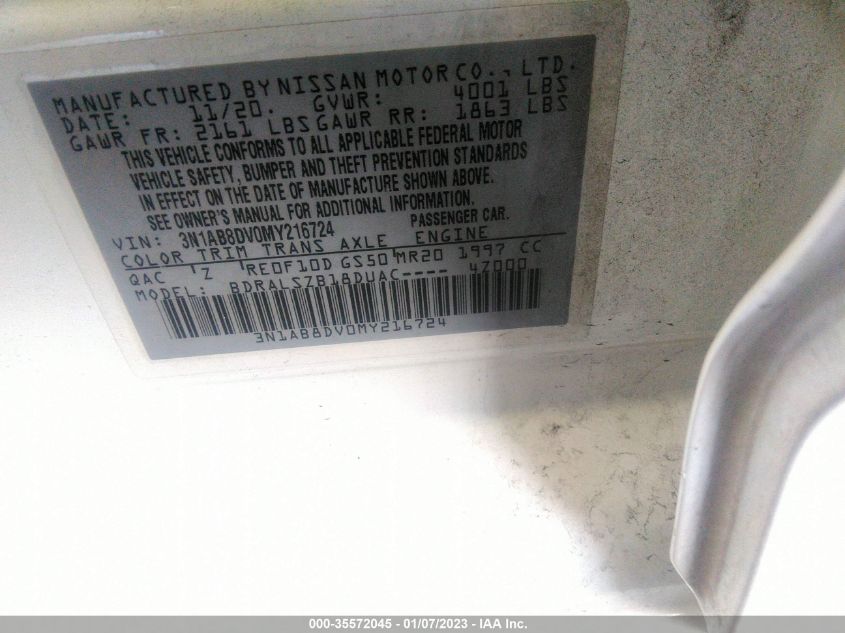 MANUFACTURED BY NISSAN MOTOR CO., LTD.
DATE: 11/20. GVWR: 4001 LBS
GAWR FR: 2161 LBS GAWR RR: 1863 LBS
THIS VEHICLE CONFORMS TO ALL APPLICABLE FEDERAL MOTOR
VEHICLE SAFETY, BUMPER AND THEFT PREVENTION STANDARDS
IN EFFECT ON THE DATE OF MANUFACTURE SHOWN ABOVE.
SEE OWNER'S MANUAL FOR ADDITIONAL INFORMATION.
VIN: 3N1AB8DV0MY216724 PASSENGER CAR.
COLOR TRIM TRANS AXLE ENGINE
QAC Z RE0F10D GS50 MR20 1997 CC
MODEL: BDRALSZB18DUAC---- 4Z000
3N1AB8DV0MY216724
000-35572045 - 01/07/2023 - IAA Inc.